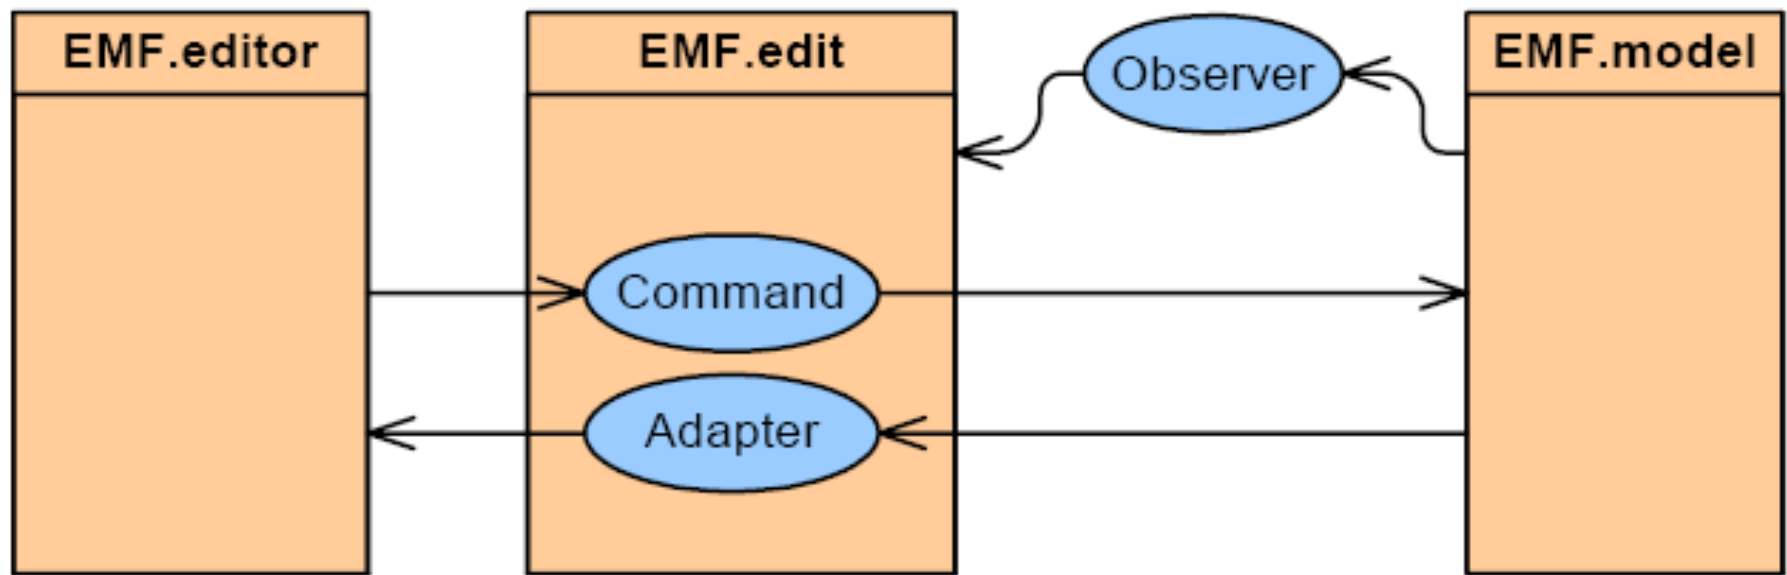 EMF.editor
EMF.edit
Observer
EMF.model
Command
Adapter